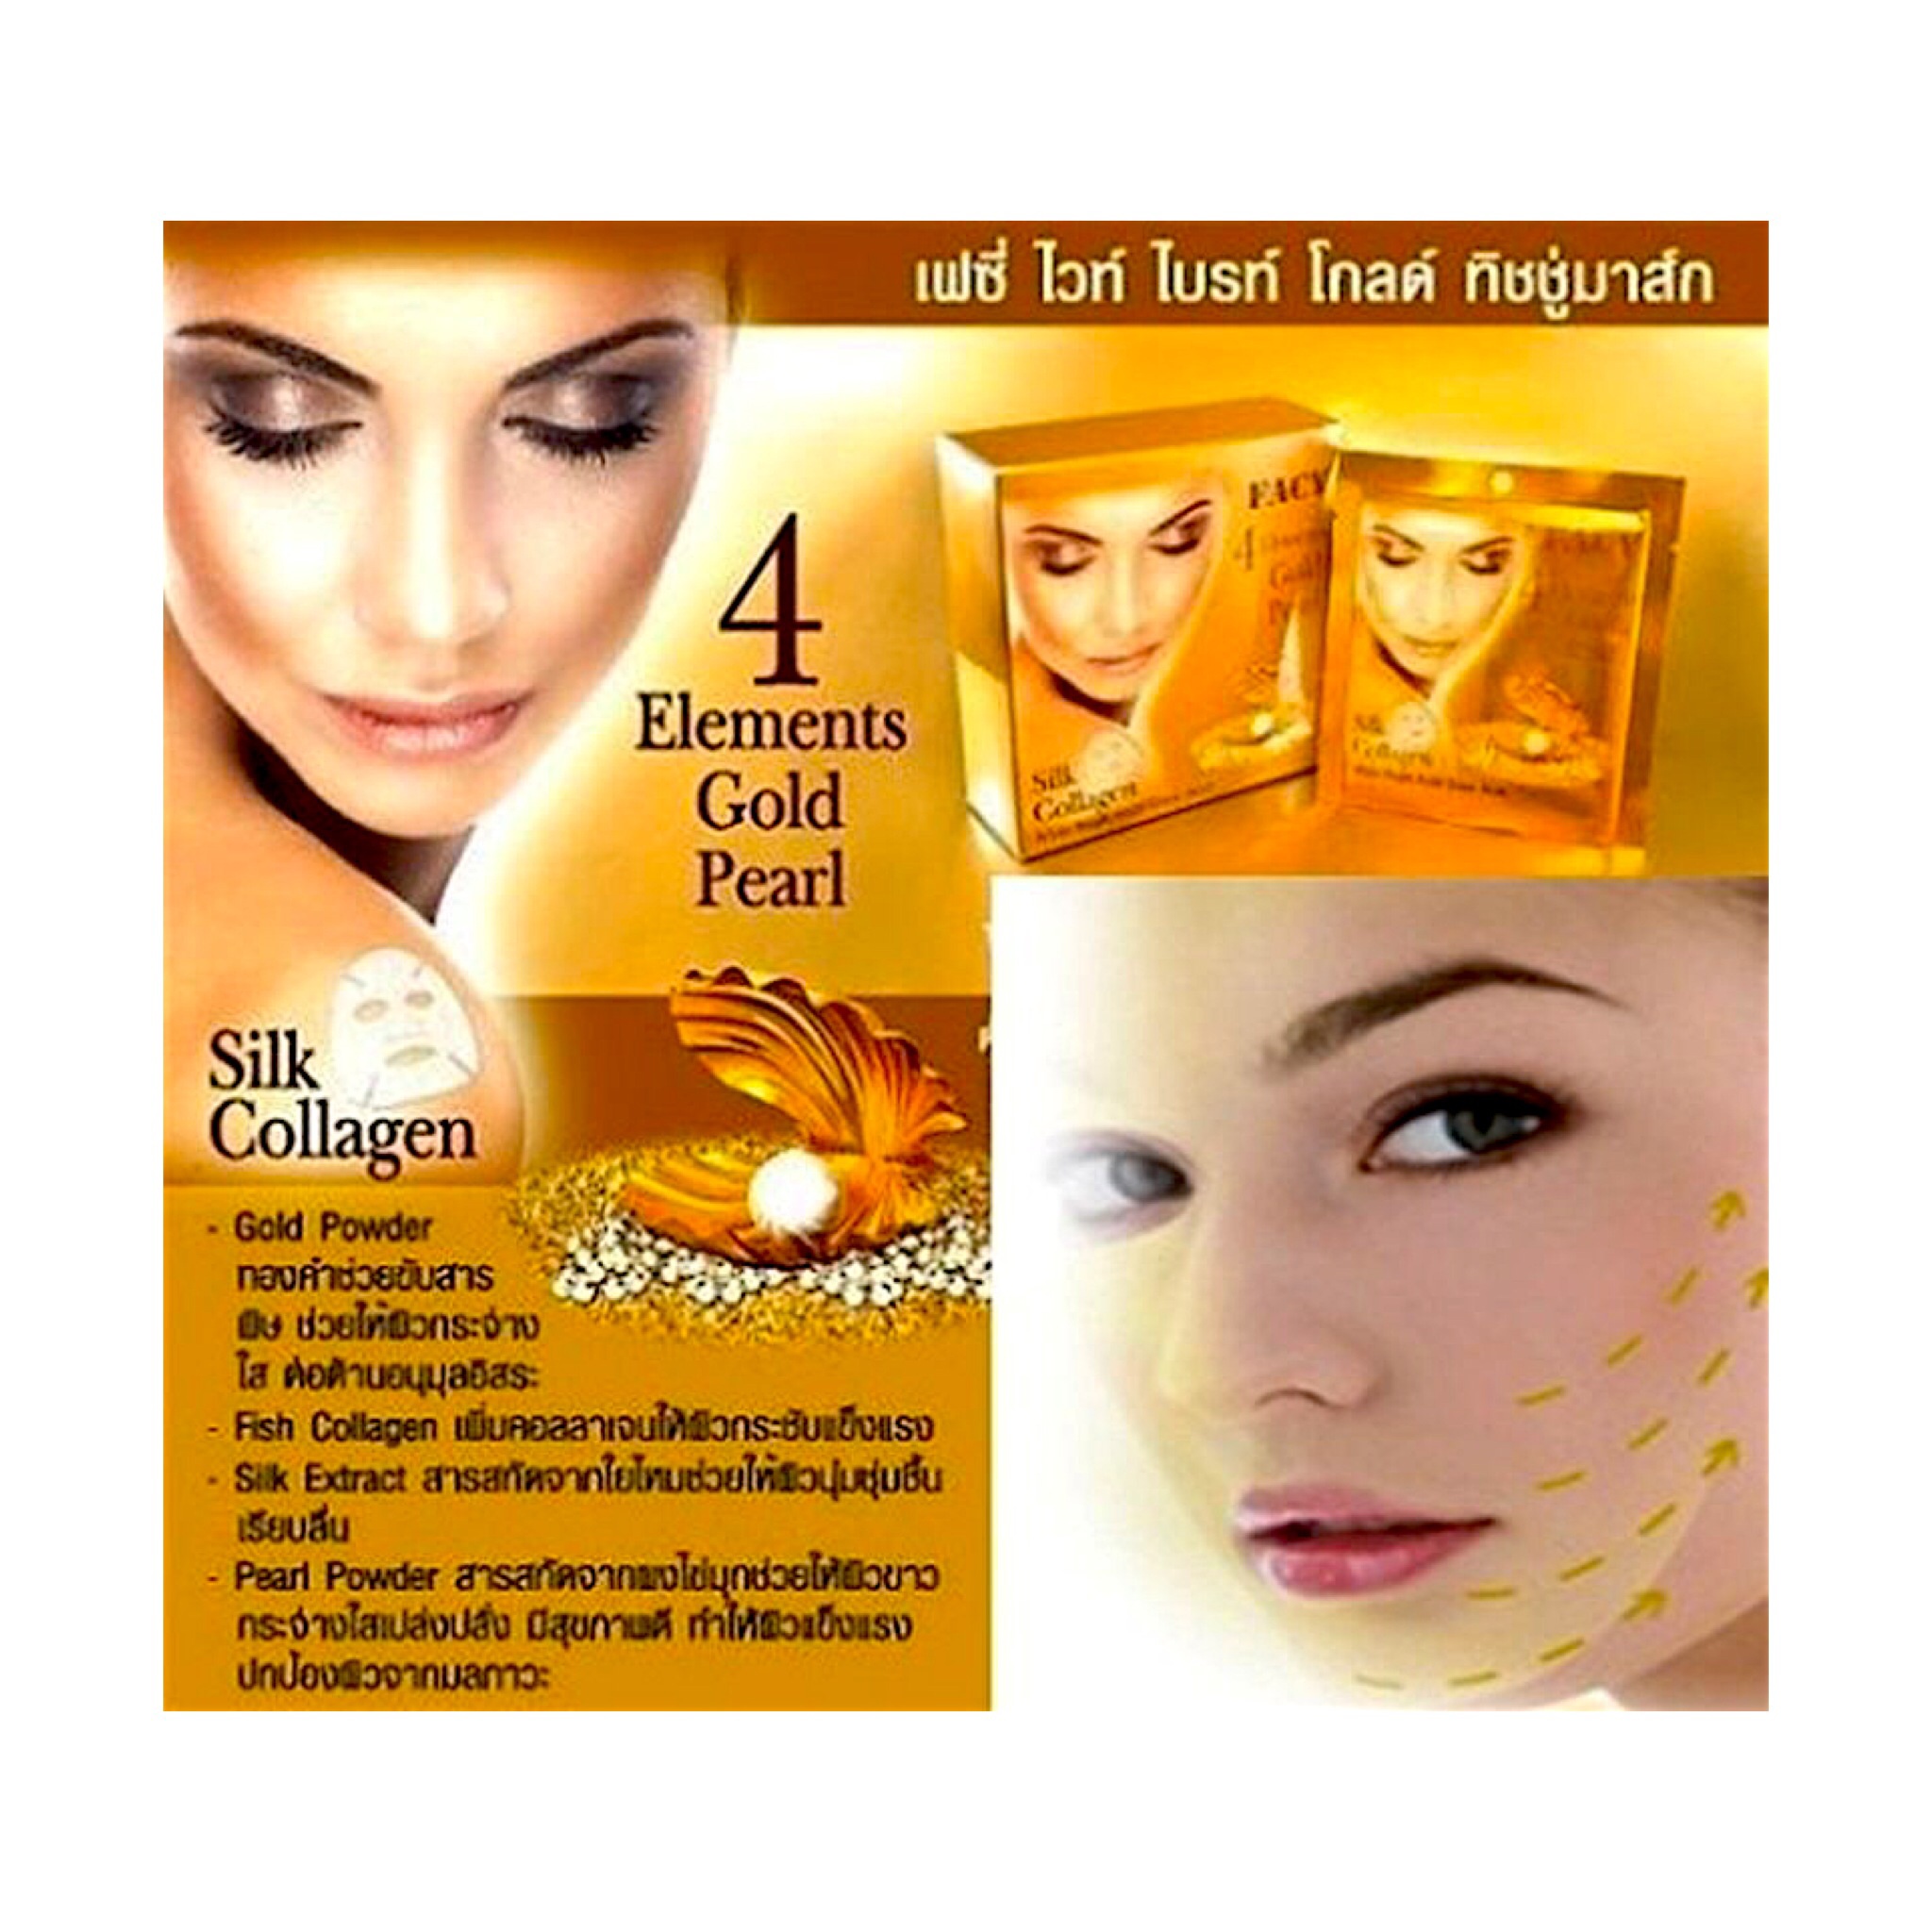 เฟซี่ ไวท์ ไบรท์ โกลด์ ทิชชู่มาส์ก
4
Elements
Gold
Pearl
FACY
4
Silk
Collagen
Silk
Collagen
Silk
Collagen
- Gold Powder
ทองคำช่วยขับสาร
พิษ ช่วยให้ผิวกระจ่าง
ใส ต่อต้านอนุมูลอิสระ
- Fish Collagen เพิ่มคอลลาเจนให้ผิวกระชับแข็งแรง
- Silk Extract สารสกัดจากใยไหมช่วยให้ผิวนุ่มชุ่มชื้น
เรียบลื่น
- Pearl Powder สารสกัดจากผงไข่มุกช่วยให้ผิวขาว
กระจ่างใสเปล่งปลั่ง มีสุขภาพดี ทำให้ผิวแข็งแรง
ปกป้องผิวจากมลภาวะ